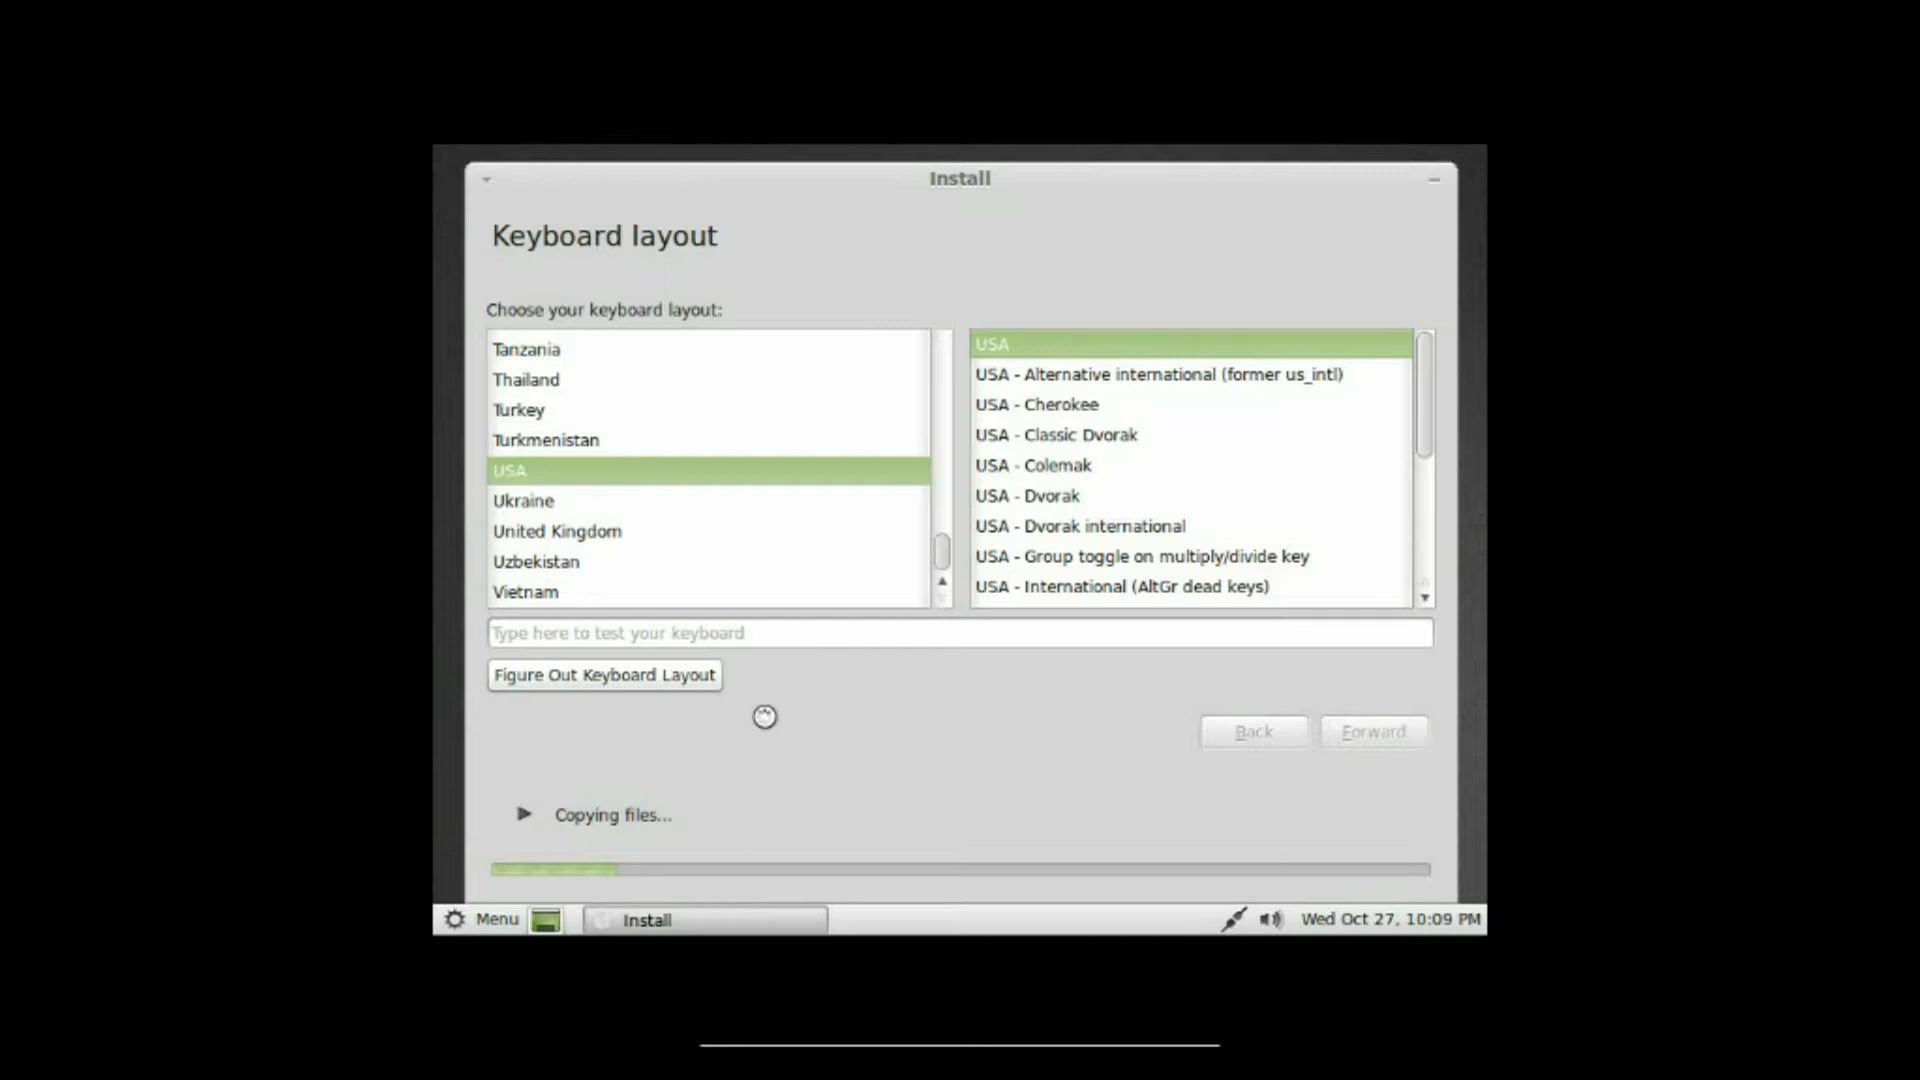 Install
Keyboard layout
Choose your keyboard layout:
Tanzania
Thailand
Turkey
Turkmenistan
USA
Ukraine
United Kingdom
Uzbekistan
Vietnam
USA
USA - Alternative international (former us_intl)
USA - Cherokee
USA - Classic Dvorak
USA - Colemak
USA - Dvorak
USA - Dvorak international
USA - Group toggle on multiply/divide key
USA - International (AltGr dead keys)
Type here to test your keyboard
Figure Out Keyboard Layout
Back Forward
Copying files...
Menu Install Wed Oct 27, 10:09 PM